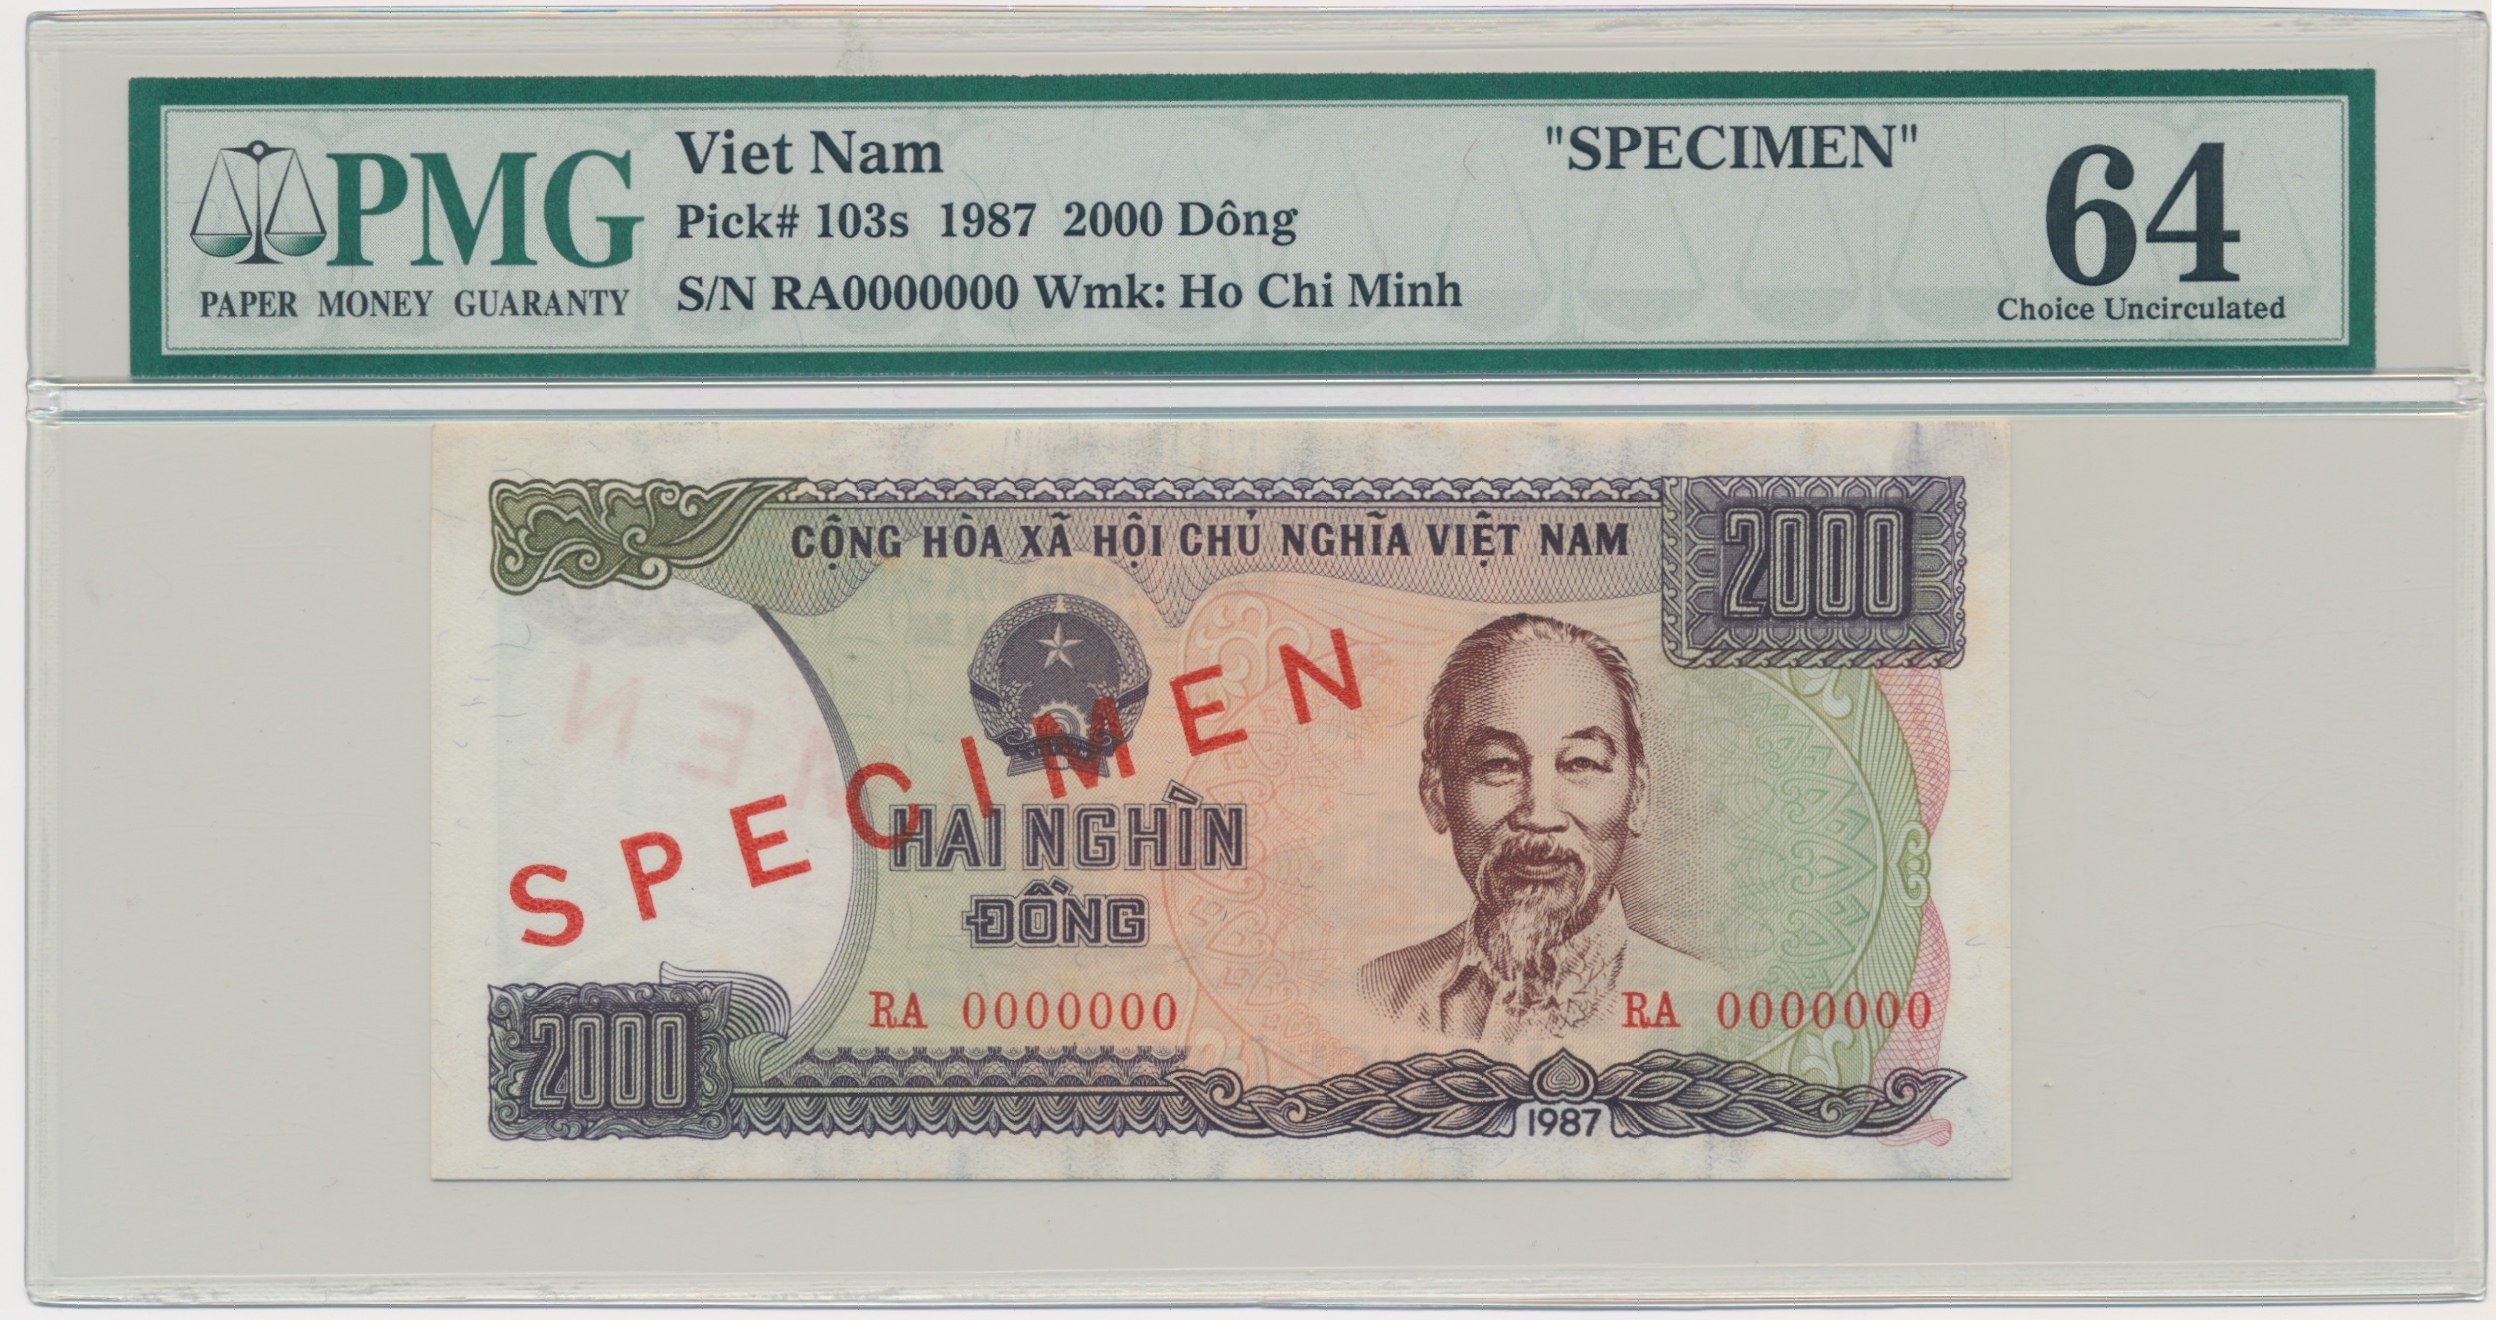 PMG
PAPER MONEY GUARANTY
Viet Nam
"SPECIMEN"
Pick# 103s 1987 2000 Dông
S/N RA0000000 Wmk: Ho Chi Minh
64
Choice Uncirculated
CỘNG HÒA XÃ HỘI CHỦ NGHĨA VIỆT NAM
2000
SPECIMEN
HAI NGHÌN
ĐỒNG
RA 0000000
RA 0000000
2000
1987